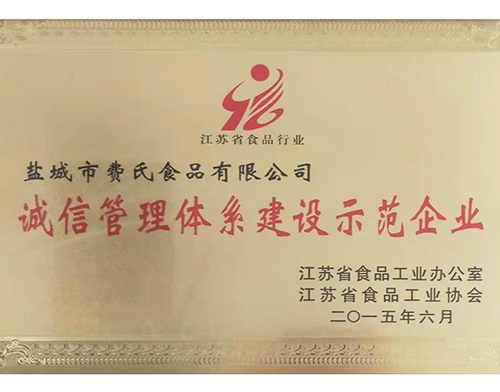 江苏省食品行业
盐城市费氏食品有限公司
诚信管理体系建设示范企业
江苏省食品工业办公室
江苏省食品工业协会
二〇一五年六月